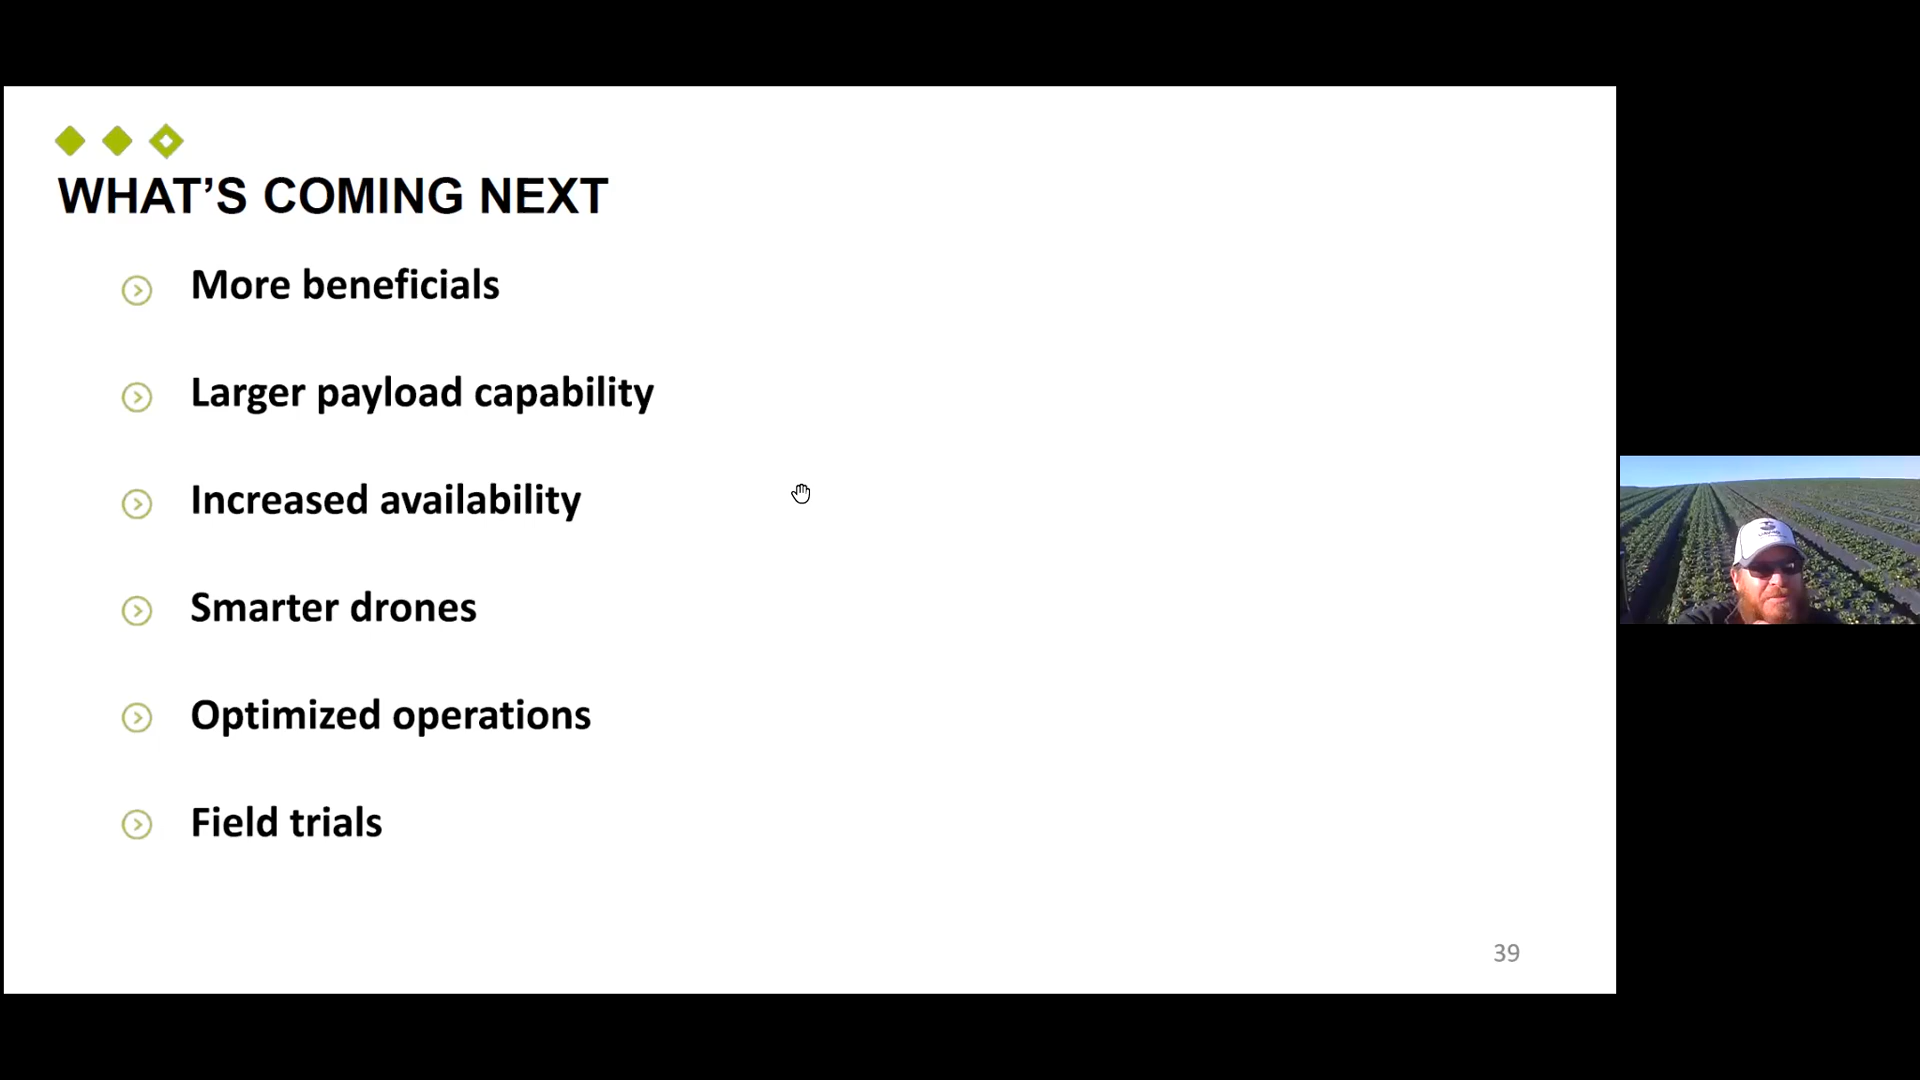 WHAT’S COMING NEXT
More beneficials
Larger payload capability
Increased availability
Smarter drones
Optimized operations
Field trials
39